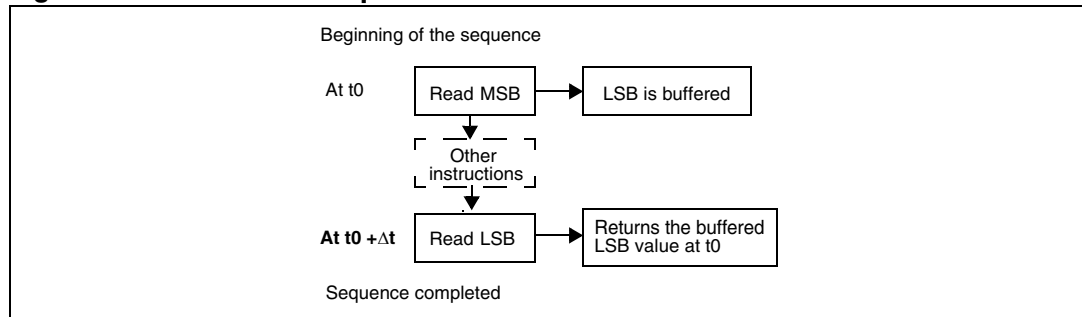 Beginning of the sequence
At t0
Read MSB
LSB is buffered
Other
instructions
At t0 +Δt
Read LSB
Returns the buffered
LSB value at t0
Sequence completed